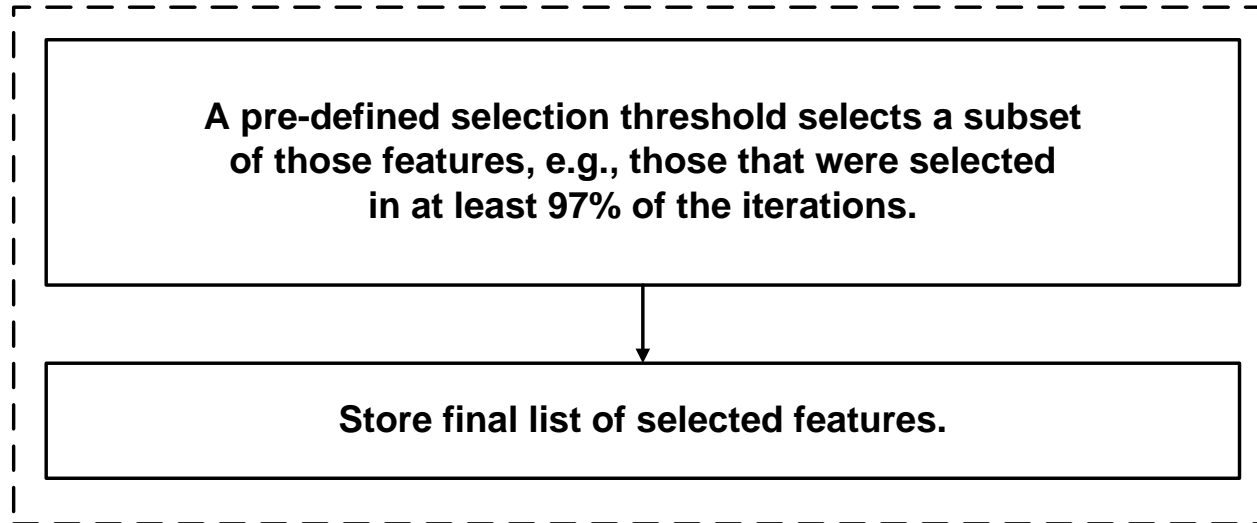 A pre-defined selection threshold selects a subset
of those features, e.g., those that were selected
in at least 97% of the iterations.
Store final list of selected features.